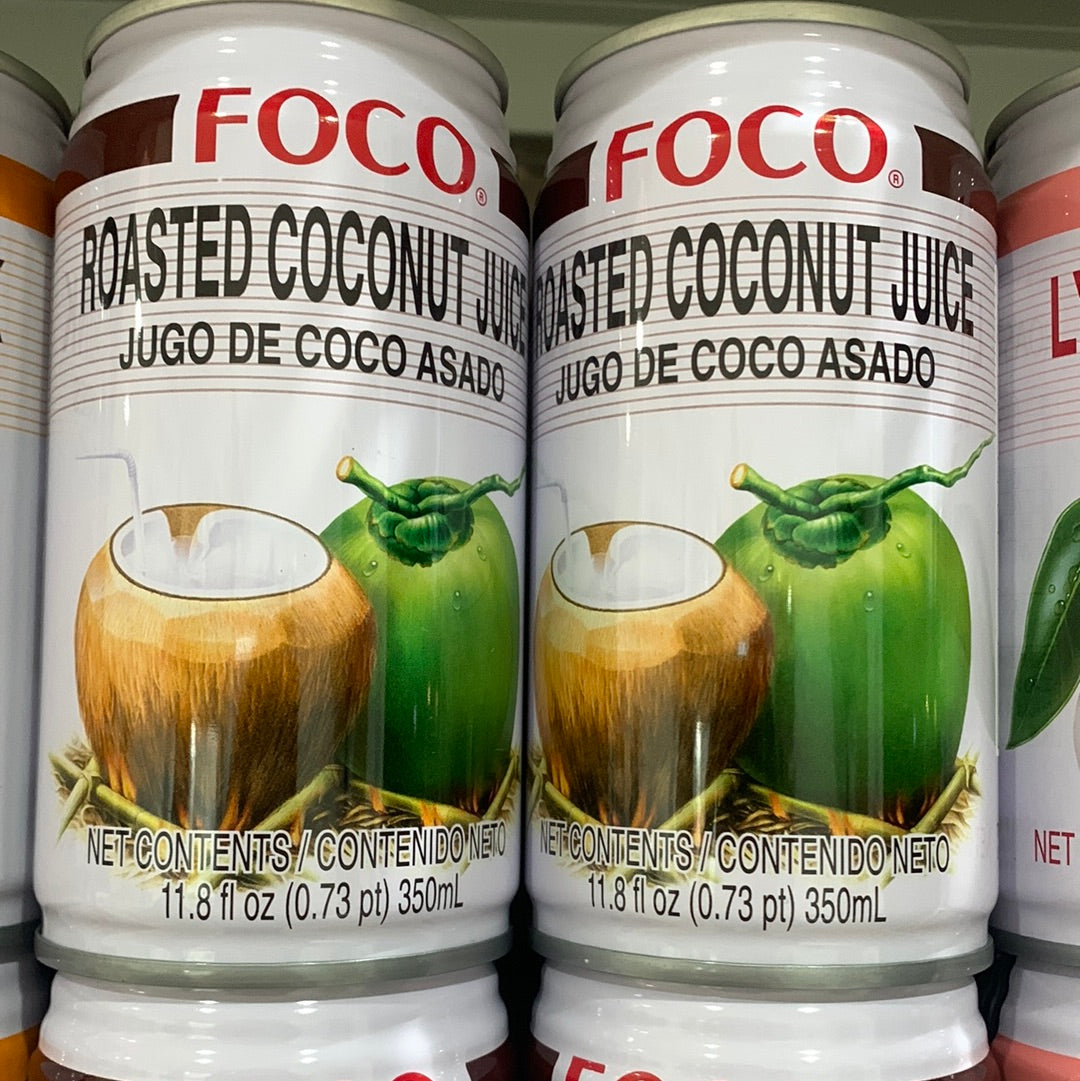 FOCO®
ROASTED COCONUT JUICE
JUGO DE COCO ASADO
NET CONTENTS / CONTENIDO NETO
11.8 fl oz (0.73 pt) 350mL
FOCO®
ROASTED COCONUT JUICE
JUGO DE COCO ASADO
NET CONTENTS / CONTENIDO NETO
11.8 fl oz (0.73 pt) 350mL
NET